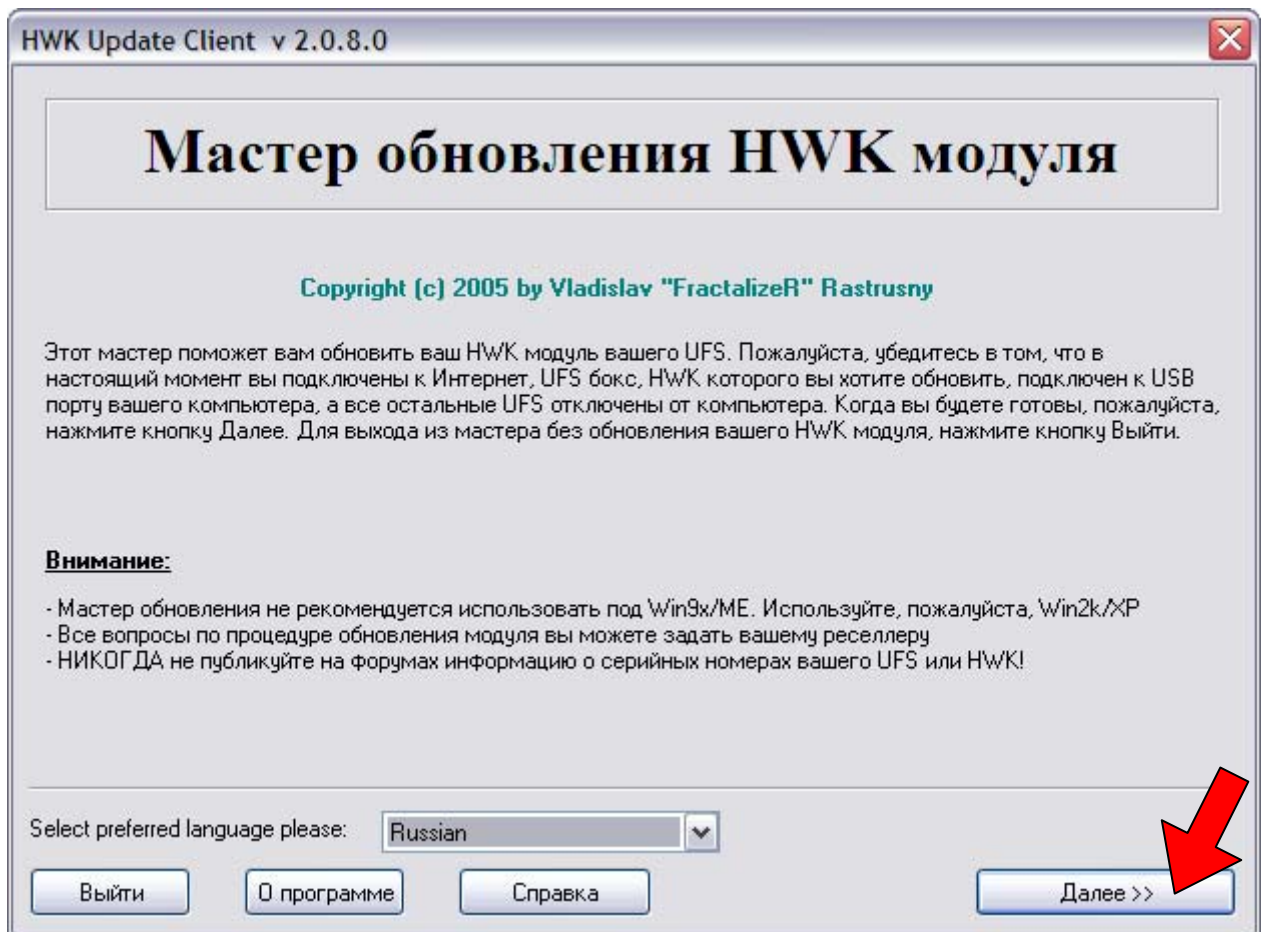 HWK Update Client v 2.0.8.0
Мастер обновления HWK модуля
Copyright (c) 2005 by Vladislav "FractalizeR" Rastrusny
Этот мастер поможет вам обновить ваш HWK модуль вашего UFS. Пожалуйста, убедитесь в том, что в
настоящий момент вы подключены к Интернет, UFS бокс, HWK которого вы хотите обновить, подключен к USB
порту вашего компьютера, а все остальные UFS отключены от компьютера. Когда вы будете готовы, пожалуйста,
нажмите кнопку Далее. Для выхода из мастера без обновления вашего HWK модуля, нажмите кнопку Выйти.
Внимание:
- Мастер обновления не рекомендуется использовать под Win9x/ME. Используйте, пожалуйста, Win2k/XP
- Все вопросы по процедуре обновления модуля вы можете задать вашему реселлеру
- НИКОГДА не публикуйте на форумах информацию о серийных номерах вашего UFS или HWK!
Select preferred language please: Russian
Выйти О программе Справка Далее >>